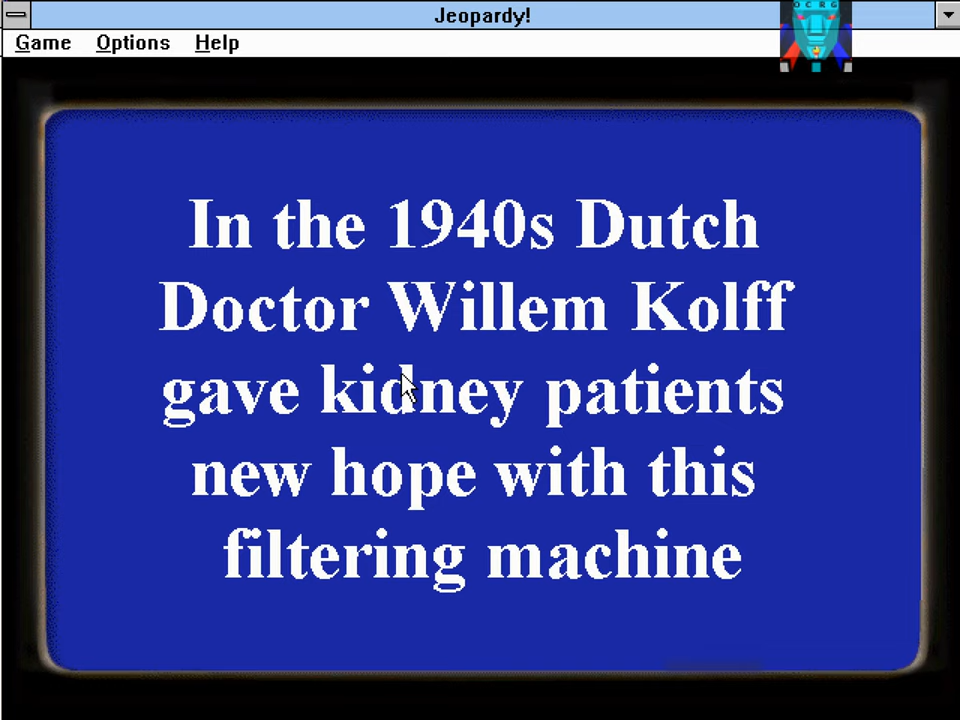 Jeopardy!
OCRG
Game Options Help
In the 1940s Dutch
Doctor Willem Kolff
gave kidney patients
new hope with this
filtering machine